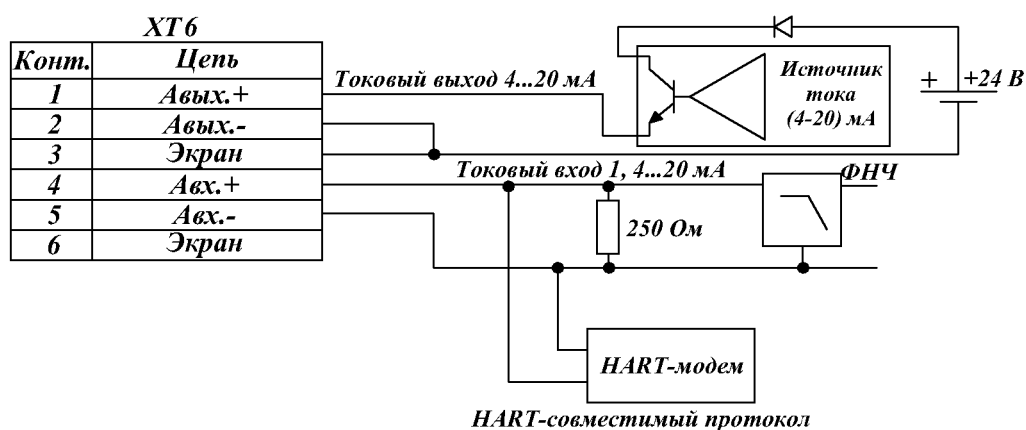 XT6
Конт. Цепь
1 Авых.+
2 Авых.-
3 Экран
4 Авх.+
5 Авх.-
6 Экран
Токовый выход 4...20 мА
Источник
тока
(4-20) мА
+ +24 В
Токовый вход 1, 4...20 мА
ФНЧ
250 Ом
HART-модем
HART-совместимый протокол